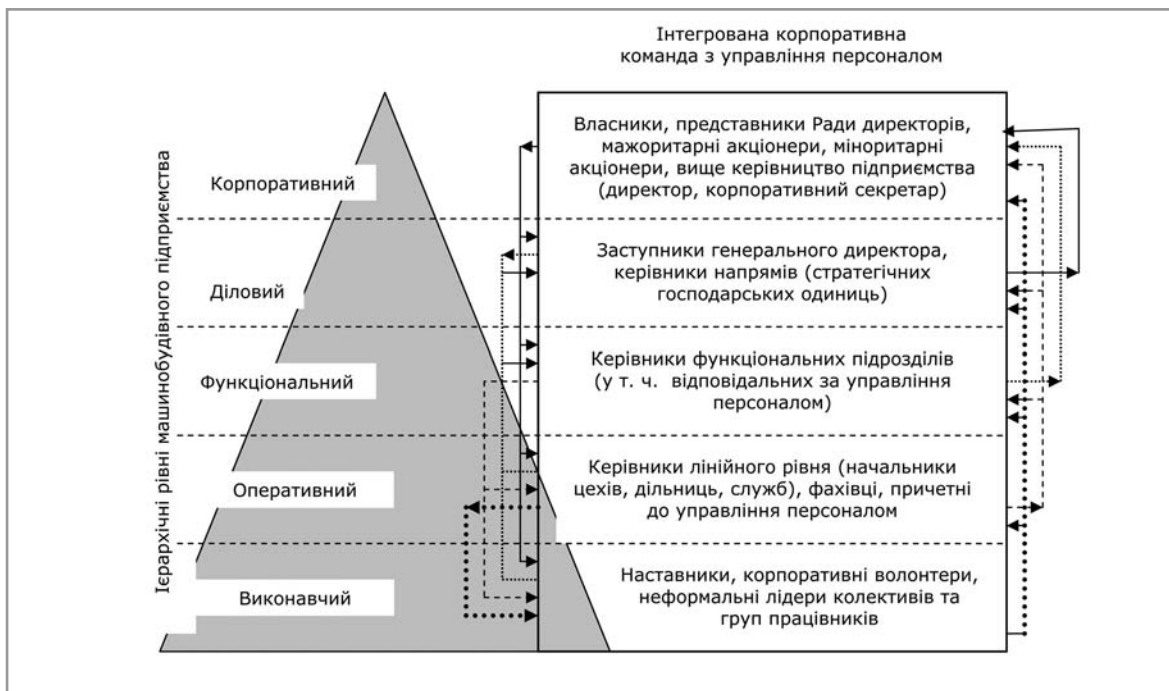 Інтегрована корпоративна
команда з управління персоналом
Ієрархічні рівні машинобудівного підприємства
Корпоративний
Власники, представники Ради директорів,
мажоритарні акціонери, міноритарні
акціонери, вище керівництво підприємства
(директор, корпоративний секретар)
Діловий
Заступники генерального директора,
керівники напрямів (стратегічних
господарських одиниць)
Функціональний
Керівники функціональних підрозділів
(у т. ч. відповідальних за управління
персоналом)
Оперативний
Керівники лінійного рівня (начальники
цехів, дільниць, служб), фахівці, причетні
до управління персоналом
Виконавчий
Наставники, корпоративні волонтери,
неформальні лідери колективів та
груп працівників